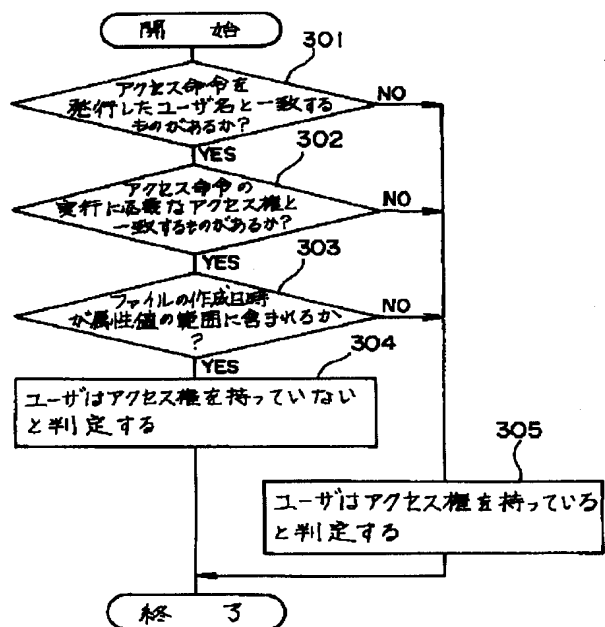 開 始
301
アクセス命令を
発行したユーザ名と一致する
ものがあるか?
NO
YES
302
アクセス命令の
実行に必要なアクセス権と
一致するものがあるか?
NO
YES
303
ファイルの作成日時
が属性値の範囲に含まれるか
?
NO
YES
304
ユーザはアクセス権を持っていない
と判定する
305
ユーザはアクセス権を持っている
と判定する
終 了